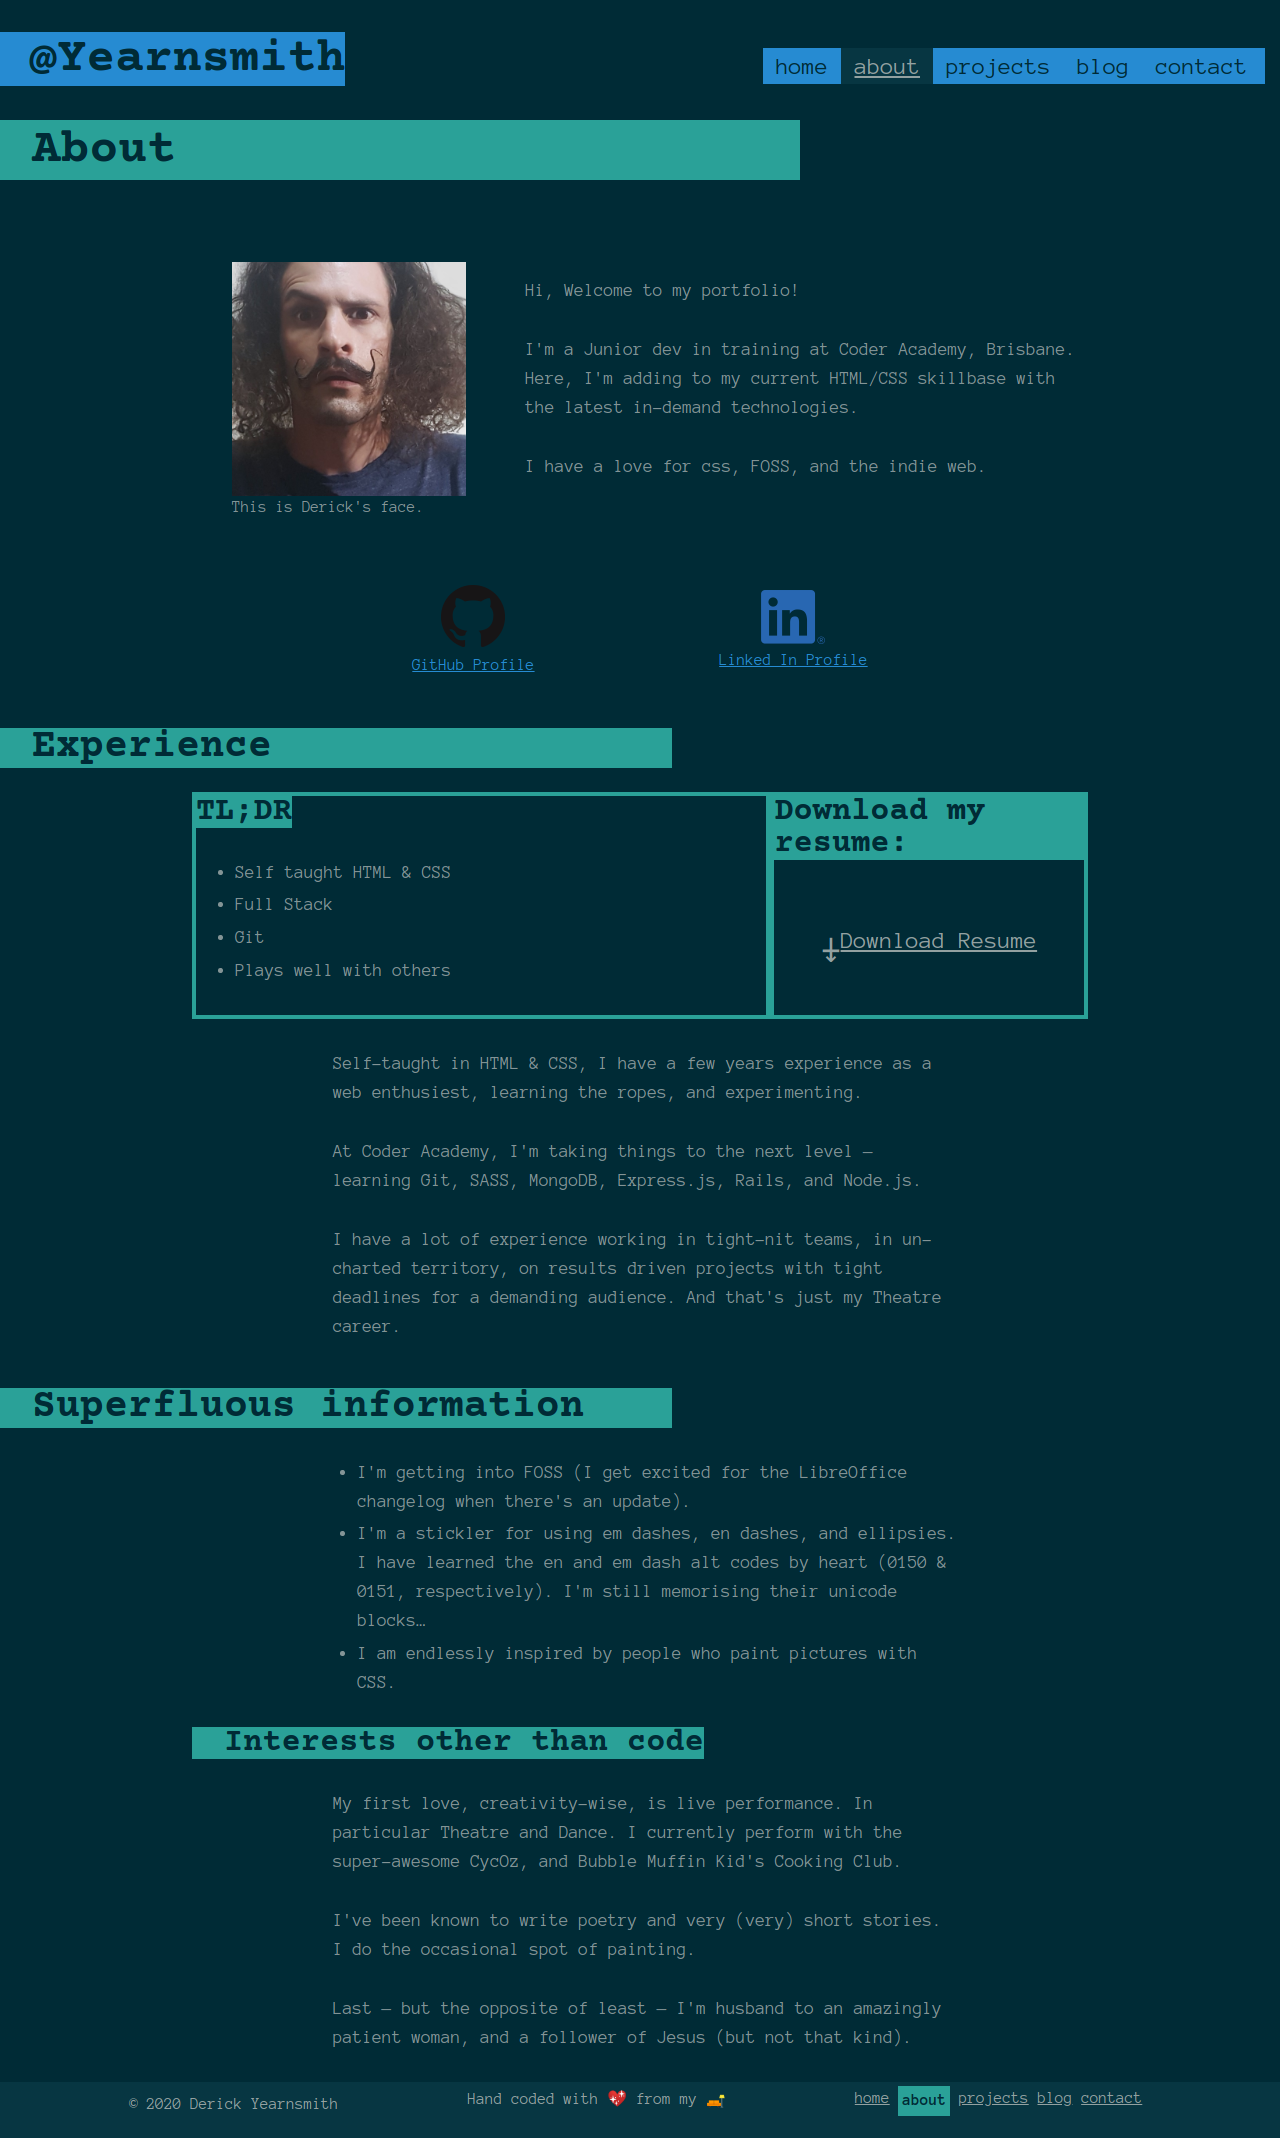 @Yearnsmith
home about projects blog contact
About
Hi, Welcome to my portfolio!
I'm a Junior dev in training at Coder Academy, Brisbane.
Here, I'm adding to my current HTML/CSS skillbase with
the latest in-demand technologies.
I have a love for css, FOSS, and the indie web.
This is Derick's face.
in
GitHub Profile
Linked In Profile
Experience
TL;DR
• Self taught HTML & CSS
• Full Stack
• Git
• Plays well with others
Download my
resume:
Download Resume
Self-taught in HTML & CSS, I have a few years experience as a
web enthusiest, learning the ropes, and experimenting.
At Coder Academy, I'm taking things to the next level —
learning Git, SASS, MongoDB, Express.js, Rails, and Node.js.
I have a lot of experience working in tight-nit teams, in un-
charted territory, on results driven projects with tight
deadlines for a demanding audience. And that's just my Theatre
career.
Superfluous information
• I'm getting into FOSS (I get excited for the LibreOffice
changelog when there's an update).
• I'm a stickler for using em dashes, en dashes, and ellipsies.
I have learned the en and em dash alt codes by heart (0150 &
0151, respectively). I'm still memorising their unicode
blocks…
• I am endlessly inspired by people who paint pictures with
CSS.
Interests other than code
My first love, creativity-wise, is live performance. In
particular Theatre and Dance. I currently perform with the
super-awesome CycOz, and Bubble Muffin Kid's Cooking Club.
I've been known to write poetry and very (very) short stories.
I do the occasional spot of painting.
Last — but the opposite of least — I'm husband to an amazingly
patient woman, and a follower of Jesus (but not that kind).
© 2020 Derick Yearnsmith
Hand coded with 💖 from my 🛋
home about projects blog contact